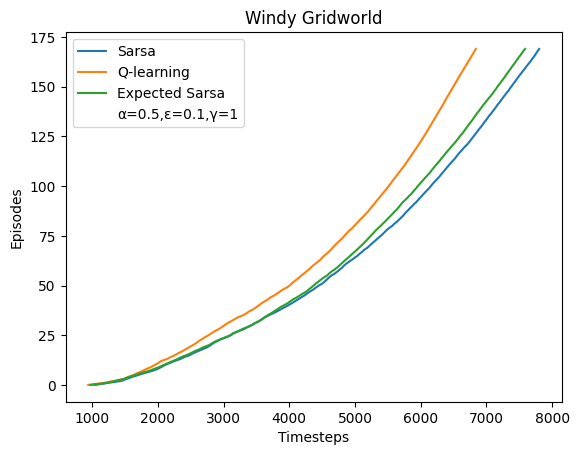 Windy Gridworld
Sarsa
Q-learning
Expected Sarsa
α=0.5,ε=0.1,γ=1
175
150
125
100
75
50
25
0
Episodes
1000 2000 3000 4000 5000 6000 7000 8000
Timesteps